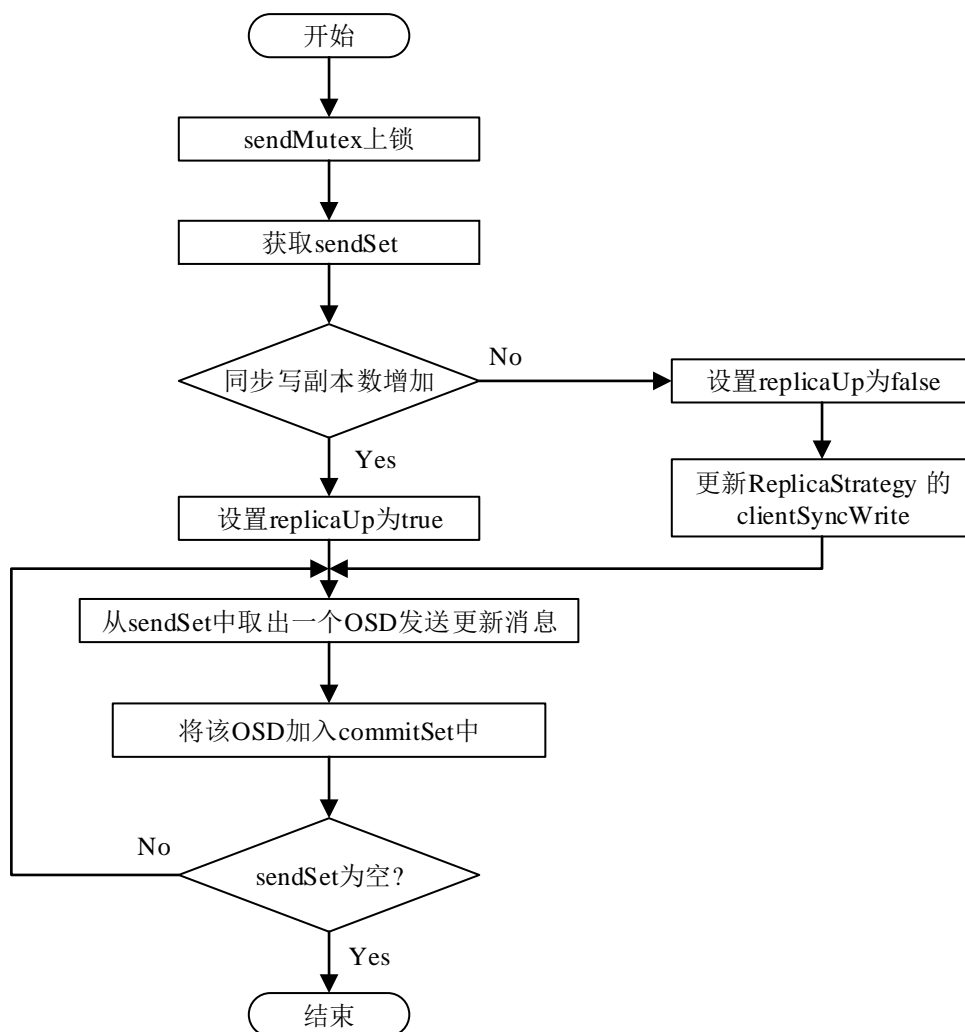 开始
sendMutex上锁
获取sendSet
同步写副本数增加
No
设置replicaUp为false
Yes
更新ReplicaStrategy 的
clientSyncWrite
设置replicaUp为true
从sendSet中取出一个OSD发送更新消息
将该OSD加入commitSet中
No
sendSet为空?
Yes
结束